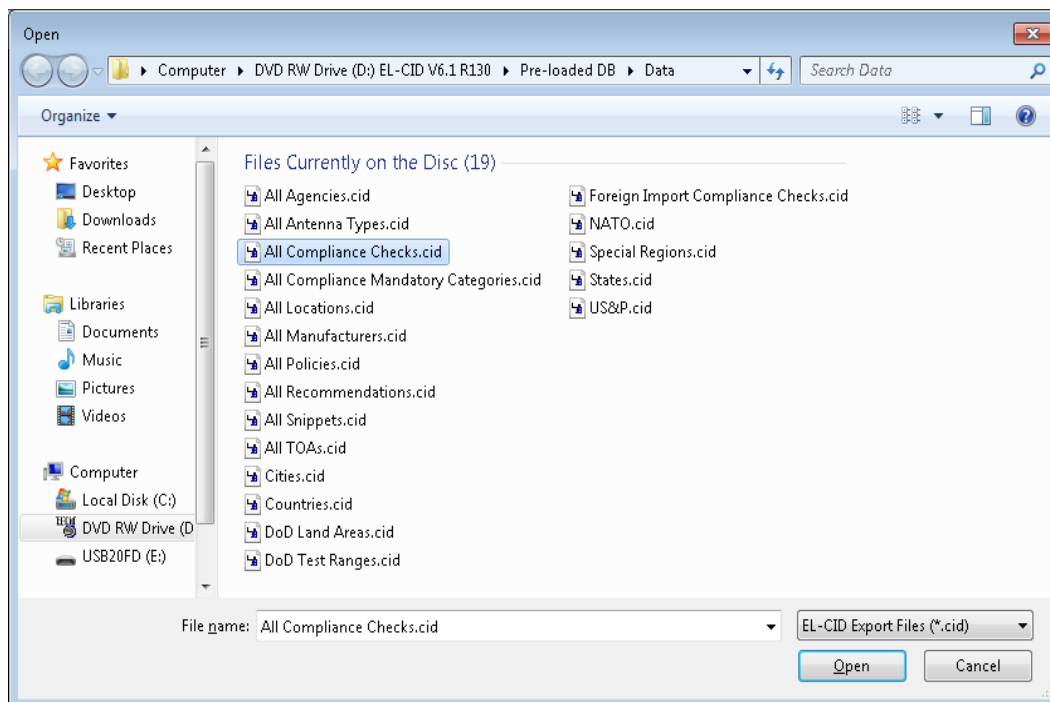 Open
Computer DVD RW Drive (D:) EL-CID V6.1 R130 Pre-loaded DB Data
Search Data
Organize
Favorites
Desktop
Downloads
Recent Places
Libraries
Documents
Music
Pictures
Videos
Computer
Local Disk (C:)
DVD RW Drive (D
USB20FD (E:)
Files Currently on the Disc (19)
All Agencies.cid
All Antenna Types.cid
All Compliance Checks.cid
All Compliance Mandatory Categories.cid
All Locations.cid
All Manufacturers.cid
All Policies.cid
All Recommendations.cid
All Snippets.cid
All TOAs.cid
Cities.cid
Countries.cid
DoD Land Areas.cid
DoD Test Ranges.cid
Foreign Import Compliance Checks.cid
NATO.cid
Special Regions.cid
States.cid
US&P.cid
File name: All Compliance Checks.cid
EL-CID Export Files (*.cid)
Open Cancel